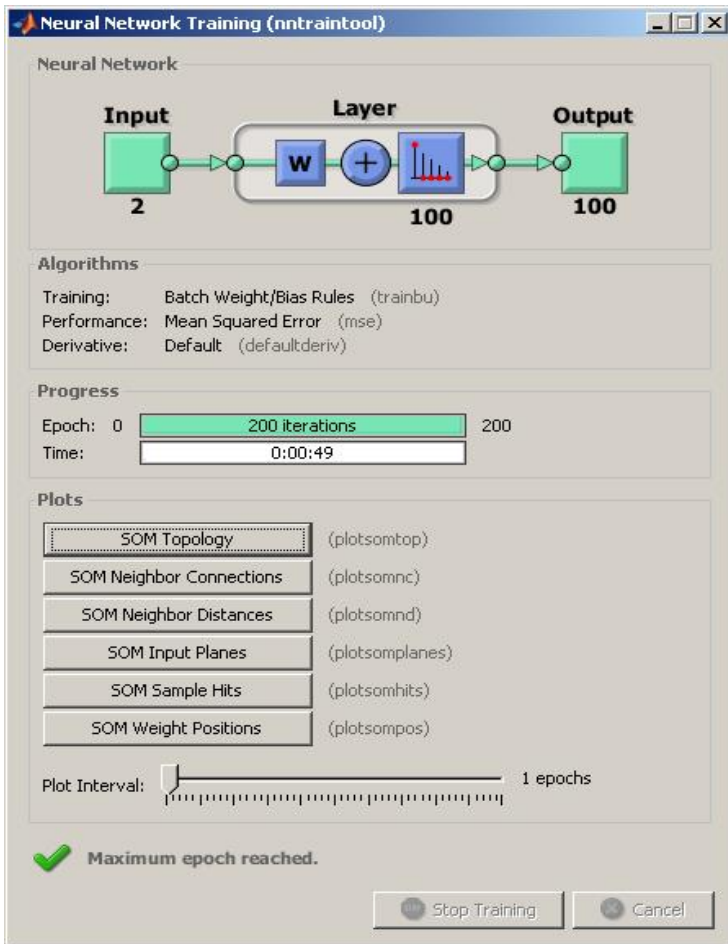 Neural Network Training (nntraintool)
Neural Network
Input
Layer
Output
W
+
2
100
100
Algorithms
Training: Batch Weight/Bias Rules (trainbu)
Performance: Mean Squared Error (mse)
Derivative: Default (defaultderiv)
Progress
Epoch: 0 200 iterations 200
Time: 0:00:49
Plots
SOM Topology (plotsomtop)
SOM Neighbor Connections (plotsomnc)
SOM Neighbor Distances (plotsomnd)
SOM Input Planes (plotsomplanes)
SOM Sample Hits (plotsomhits)
SOM Weight Positions (plotsompos)
Plot Interval: 1 epochs
Maximum epoch reached.
Stop Training Cancel